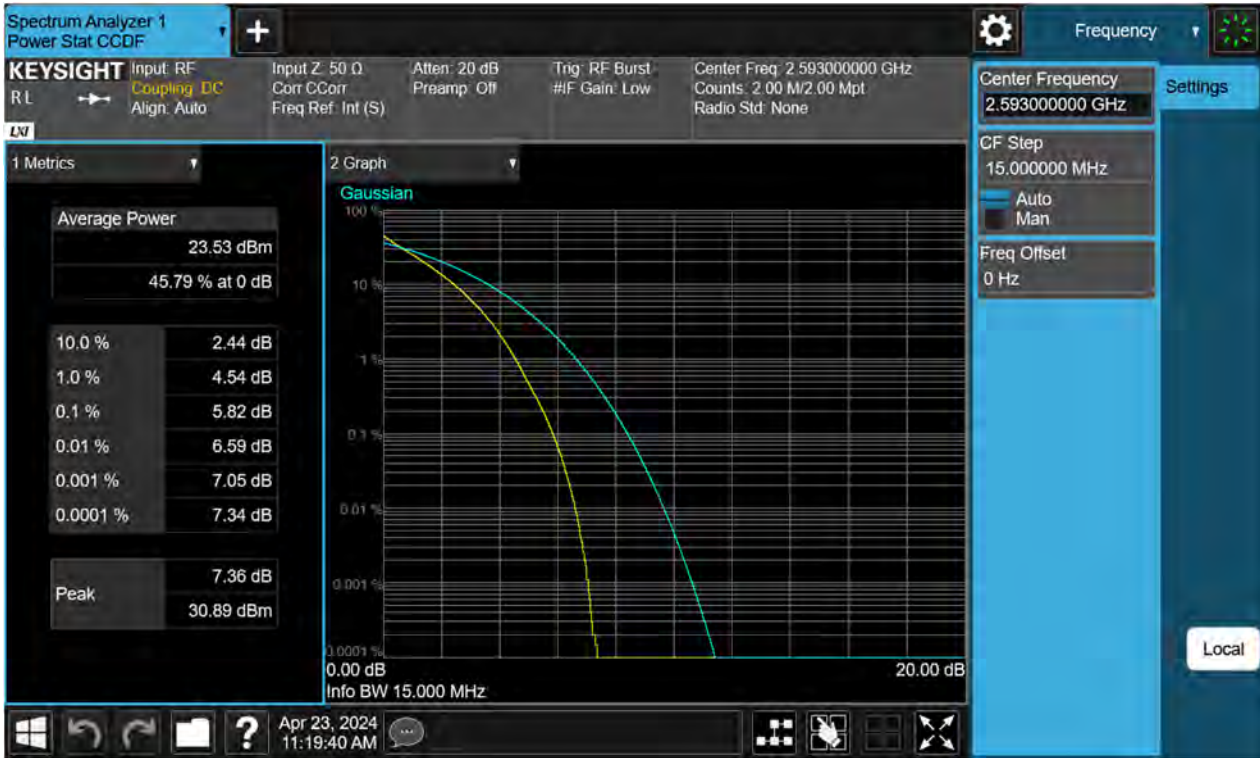 Spectrum Analyzer 1
Power Stat CCDF
+
Frequency
KEYSIGHT
R L
LXI
Input: RF
Coupling: DC
Align: Auto
Input Z: 50 Ω
Corr CCorr
Freq Ref: Int (S)
Atten: 20 dB
Preamp: Off
Trig: RF Burst
#IF Gain: Low
Center Freq: 2.593000000 GHz
Counts: 2.00 M/2.00 Mpt
Radio Std: None
Center Frequency
2.593000000 GHz
Settings
CF Step
15.000000 MHz
Auto
Man
Freq Offset
0 Hz
Local
1 Metrics
Average Power
23.53 dBm
45.79 % at 0 dB
10.0 % 2.44 dB
1.0 % 4.54 dB
0.1 % 5.82 dB
0.01 % 6.59 dB
0.001 % 7.05 dB
0.0001 % 7.34 dB
Peak
7.36 dB
30.89 dBm
2 Graph
Gaussian
100 %
10 %
1 %
0.1 %
0.01 %
0.001 %
0.0001 %
0.00 dB 20.00 dB
Info BW 15.000 MHz
?
Apr 23, 2024
11:19:40 AM